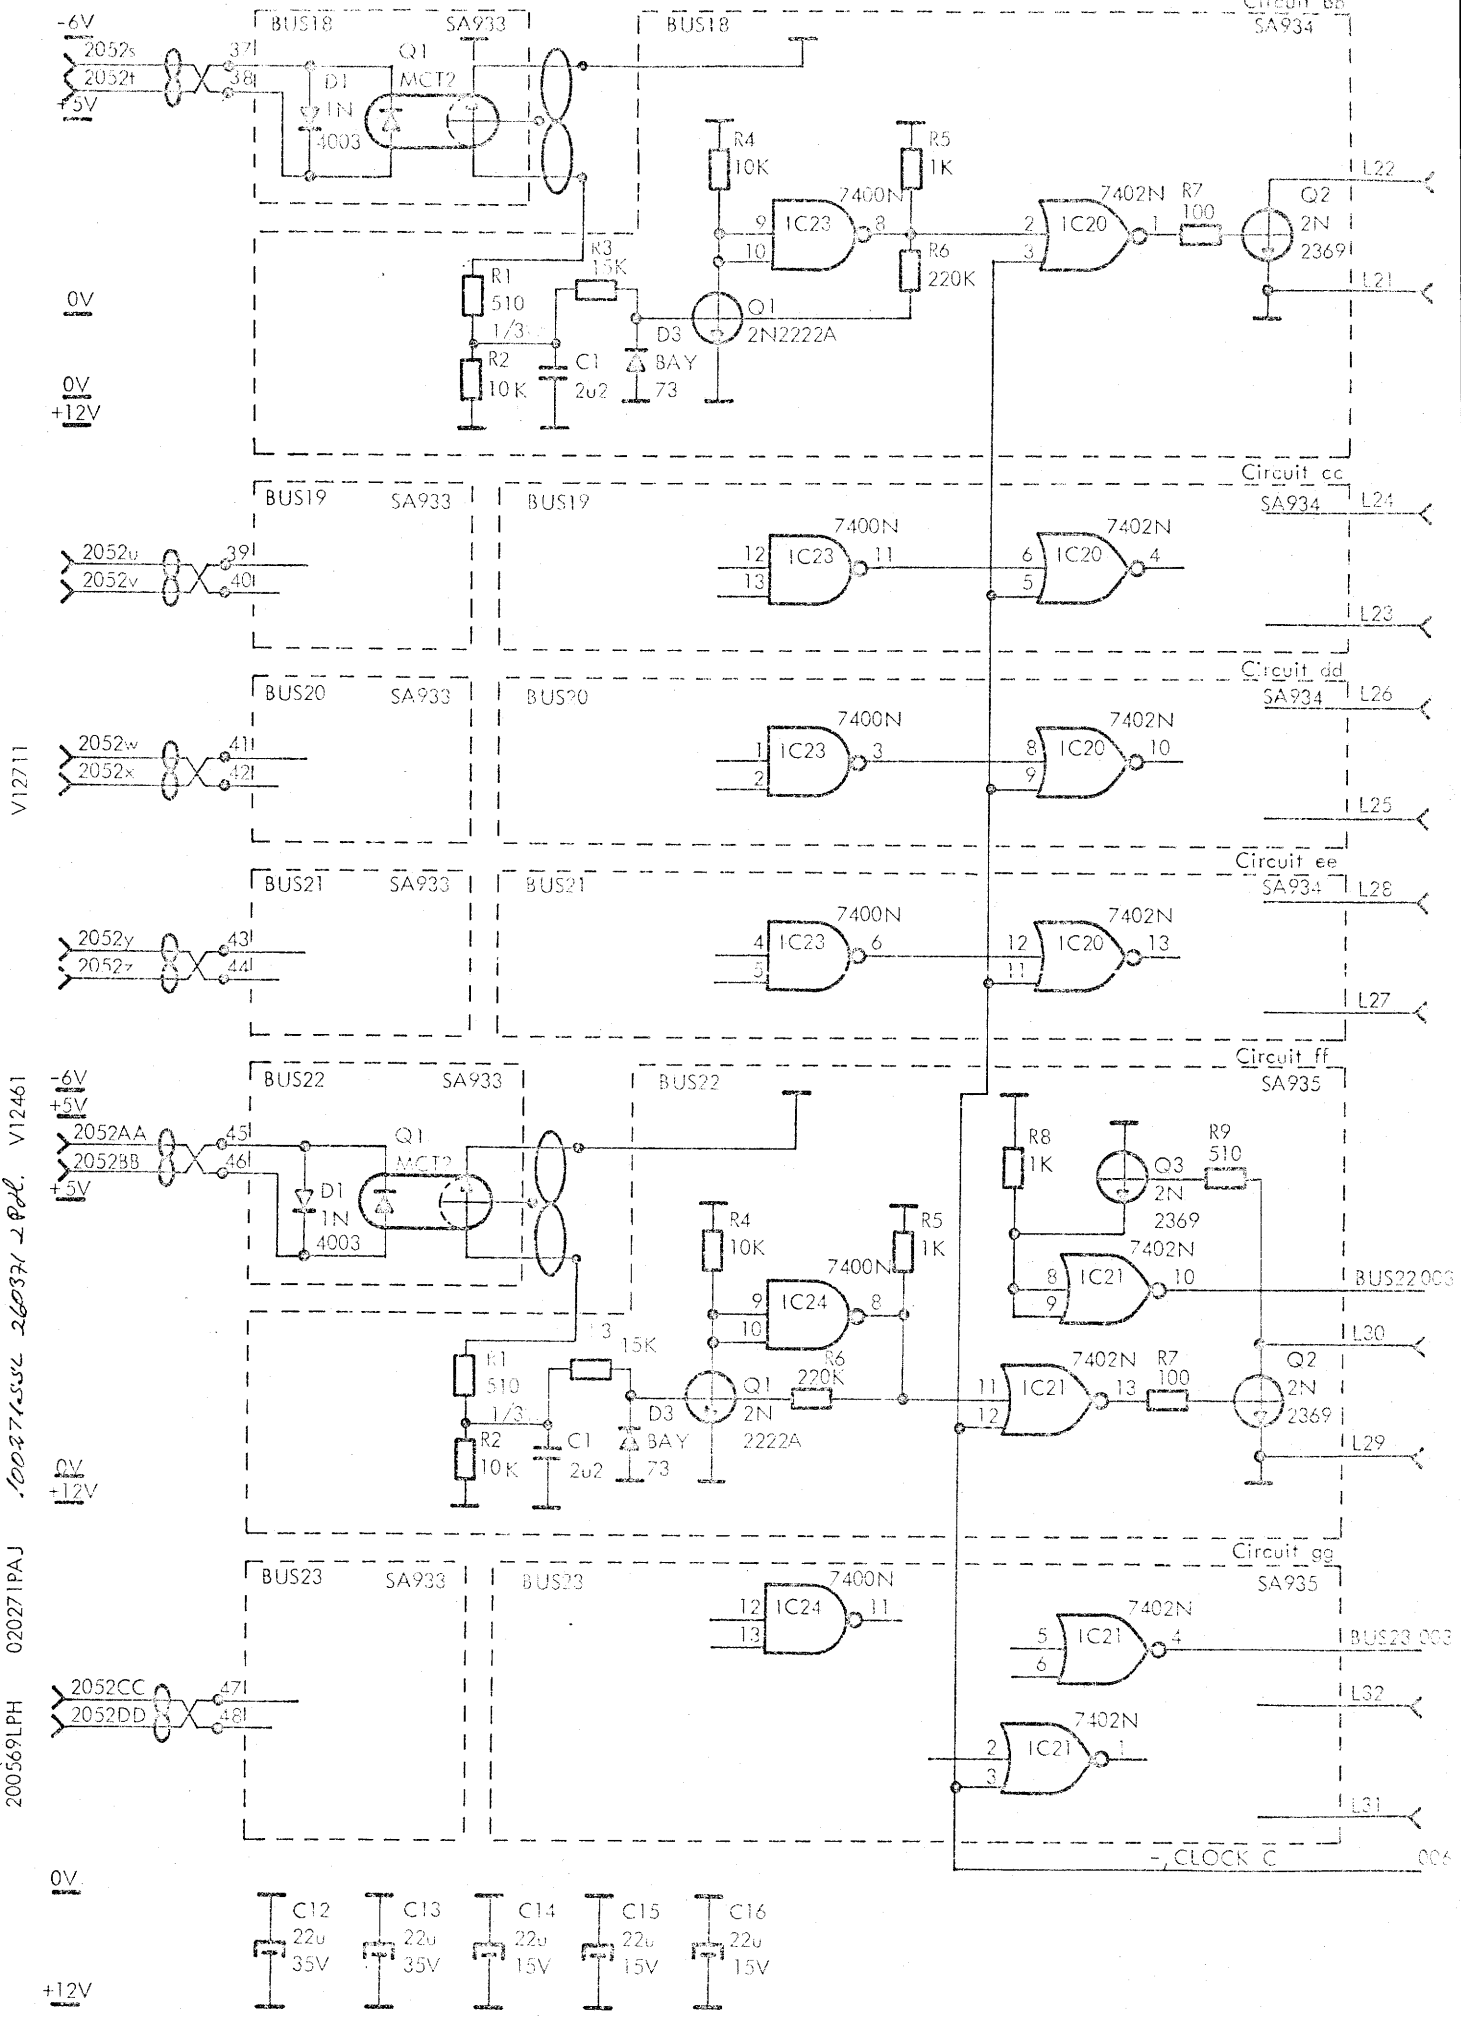 Circuit bb
-6V
BUS18 SA933 BUS18 SA934
2052s 37
2052t 38
+5V
D1
1N
4003
Q1
MCT2
R4
10K
R5
1K
7400N
9 IC23 8
10
7402N
2 IC20 1
3
R7
100
Q2
2N
2369
L22
L21
R6
220K
R3
15K
R1
510
1/3
R2
10K
C1
2u2
D3
BAY
73
Q1
2N2222A
0V
0V
+12V
Circuit cc
BUS19 SA933 BUS19 SA934 L24
7400N 7402N
2052u 39
2052v 40
12 IC23 11
13
6 IC20 4
5
L23
Circuit dd
BUS20 SA933 BUS20 SA934 L26
7400N 7402N
2052w 41
2052x 42
1 IC23 3
2
8 IC20 10
9
L25
V12711
Circuit ee
BUS21 SA933 BUS21 SA934 L28
7400N 7402N
2052y 43
2052z 44
4 IC23 6
5
12 IC20 13
11
L27
Circuit ff
-6V
+5V
BUS22 SA933 BUS22 SA935
2052AA 45
2052BB 46
+5V
D1
1N
4003
Q1
MCT2
R8
1K
Q3
2N
2369
R9
510
R4
10K
R5
1K
7400N
9 IC24 8
10
7402N
8 IC21 10
9
BUS22 003
L30
3
15K
R1
510
1/3
R2
10K
C1
2u2
D3
BAY
73
Q1
2N
2222A
R6
220K
7402N
11 IC21 13
12
R7
100
Q2
2N
2369
L29
0V
+12V
V12461
Circuit gg
BUS23 SA933 BUS23 SA935
7400N
12 IC24 11
13
7402N
5 IC21 4
6
BUS23 003
2052CC 47
2052DD 48
L32
7402N
2 IC21 1
3
L31
-,CLOCK C 006
200569LPH 020271PAJ
0V
C12
22u
35V
C13
22u
35V
C14
22u
15V
C15
22u
15V
C16
22u
15V
+12V